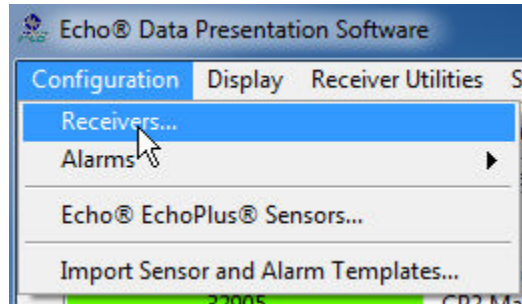 Echo® Data Presentation Software
Configuration Display Receiver Utilities S
Receivers...
Alarms
Echo® EchoPlus® Sensors...
Import Sensor and Alarm Templates...